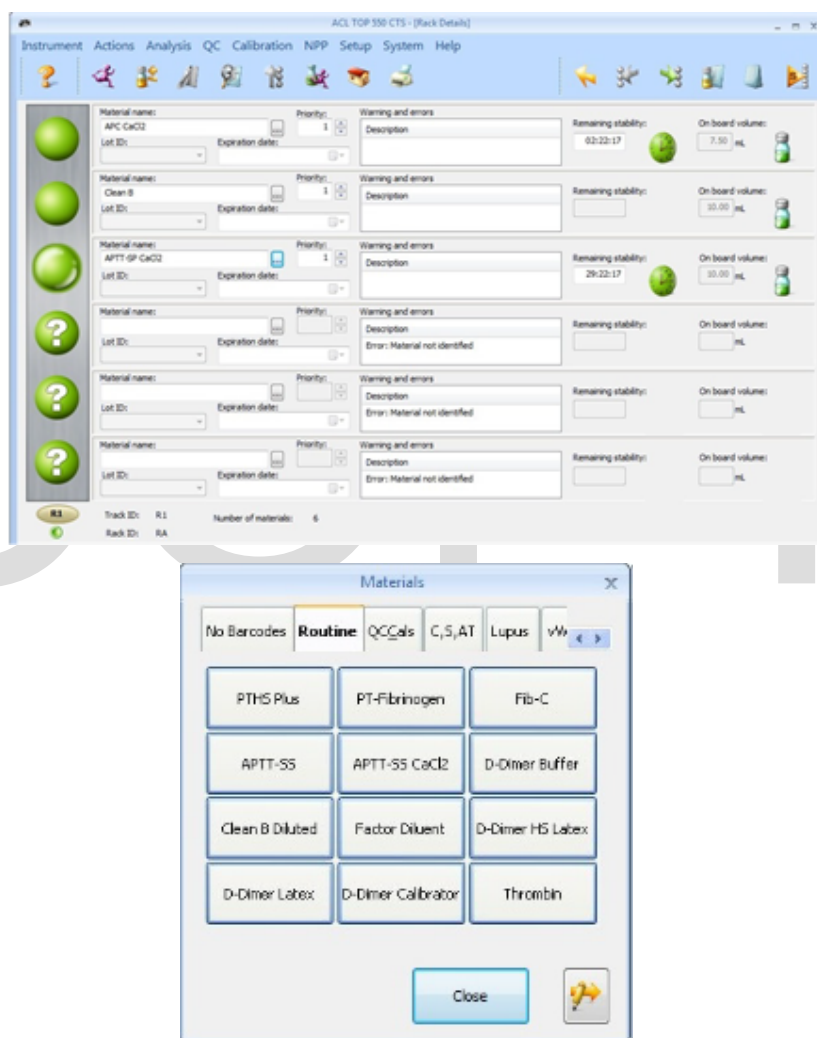 ACL TOP 550 CTS - [Rack Details]
Instrument Actions Analysis QC Calibration NPP Setup System Help
Material name: Priority: Warning and errors
APC CaCl2 1 Description Remaining stability: On board volume:
Lot ID: Expiration date: 02:22:17 7.50 mL
Material name: Priority: Warning and errors
Clean B 1 Description Remaining stability: On board volume:
Lot ID: Expiration date: 10.00 mL
Material name: Priority: Warning and errors
APTT-SP CaCl2 1 Description Remaining stability: On board volume:
Lot ID: Expiration date: 29:22:17 10.00 mL
Material name: Priority: Warning and errors
Description Remaining stability: On board volume:
Lot ID: Expiration date: Error: Material not identified mL
Material name: Priority: Warning and errors
Description Remaining stability: On board volume:
Lot ID: Expiration date: Error: Material not identified mL
Material name: Priority: Warning and errors
Description Remaining stability: On board volume:
Lot ID: Expiration date: Error: Material not identified mL
R1 Track ID: R1 Number of materials: 6
Rack ID: RA
Materials
No Barcodes Routine QCCals C,S,AT Lupus
PTHS Plus PT-Fibrinogen Fib-C
APTT-SS APTT-SS CaCl2 D-Dimer Buffer
Clean B Diluted Factor Diluent D-Dimer HS Latex
D-Dimer Latex D-Dimer Calibrator Thrombin
Close